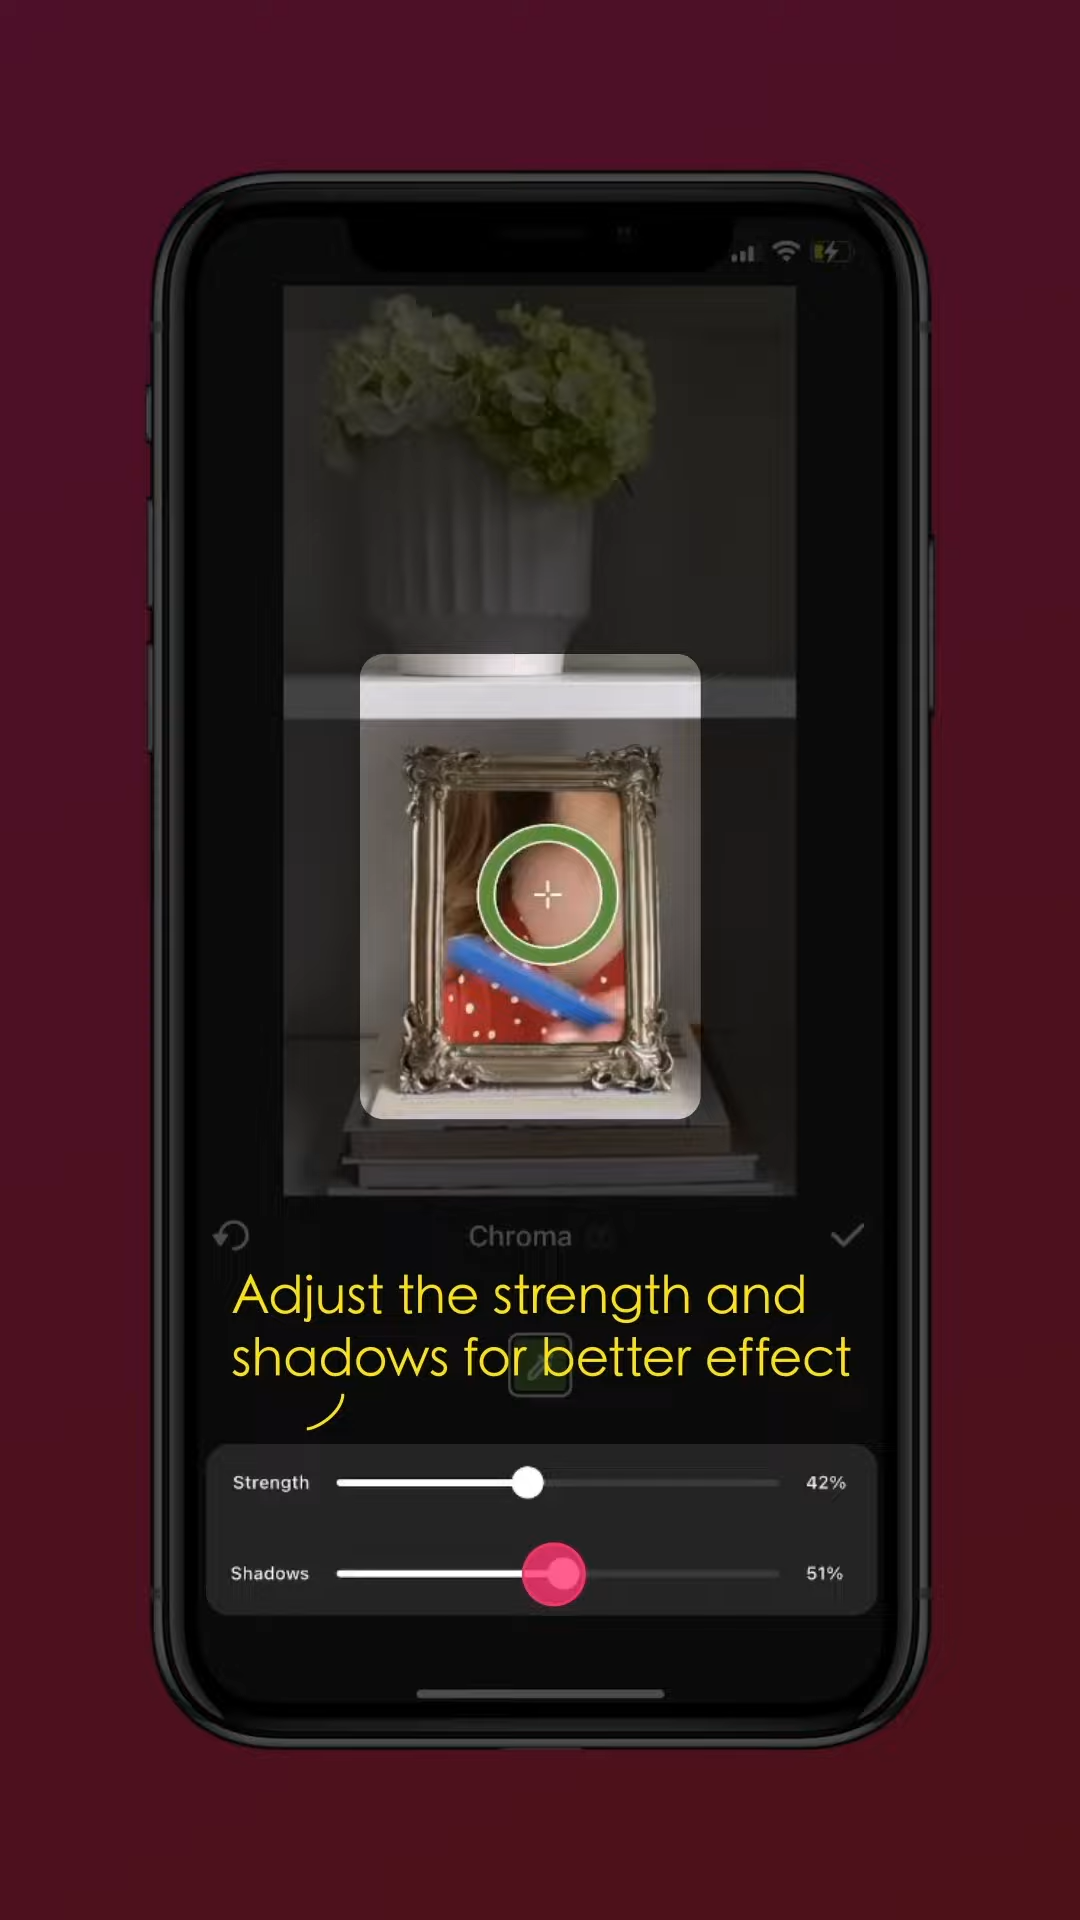 Chroma
Adjust the strength and
shadows for better effect
Strength 42%
Shadows 51%